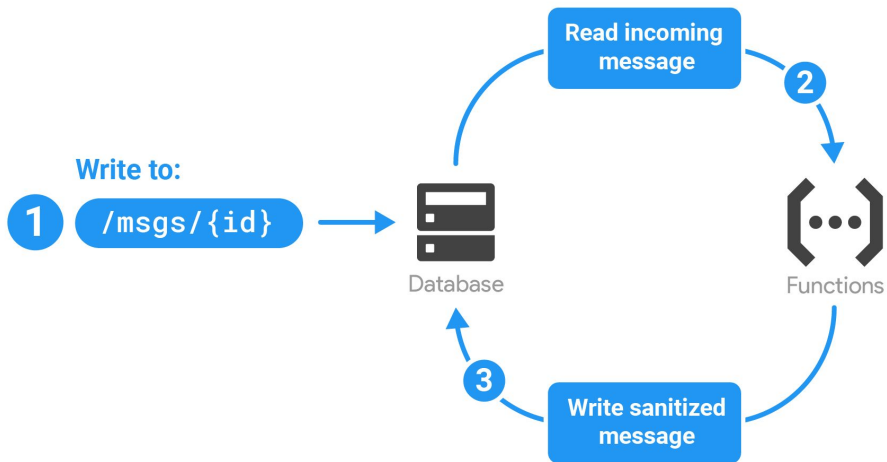 Read incoming
message
2
Write to:
1
/msgs/{id}
Database
Functions
3
Write sanitized
message